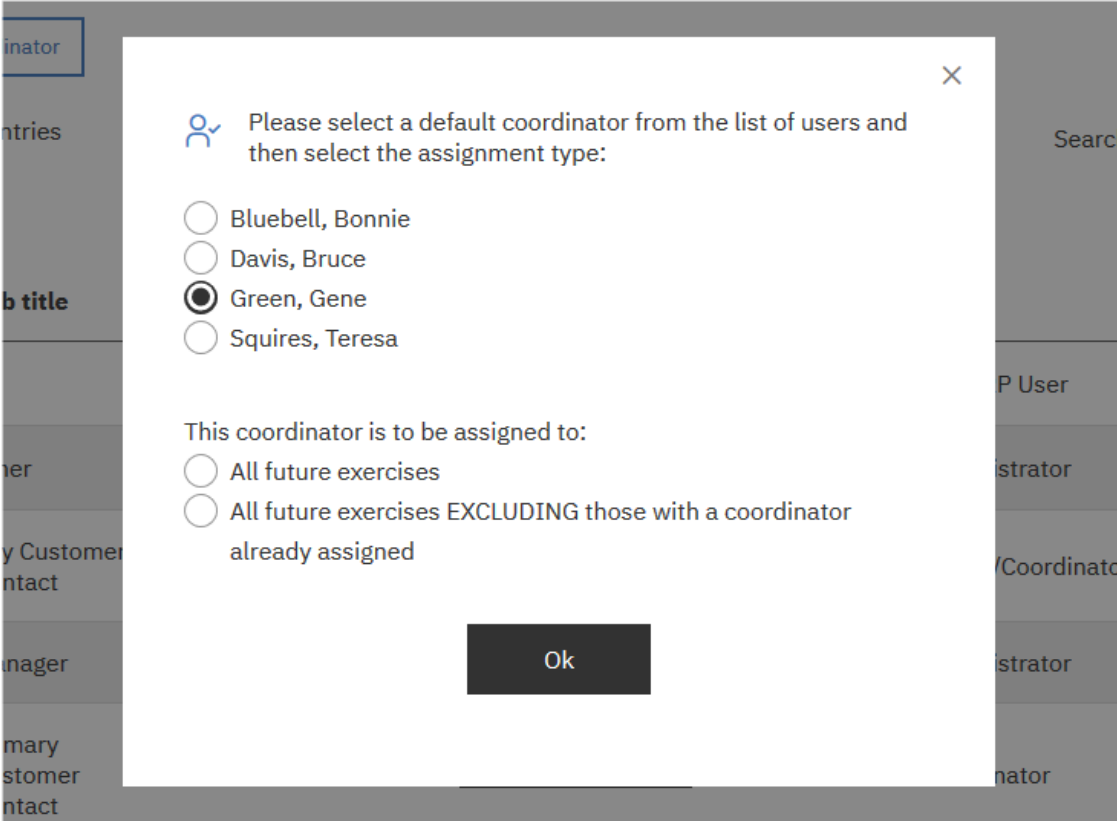 inator
ntries
Searc
Please select a default coordinator from the list of users and
then select the assignment type:
Bluebell, Bonnie
Davis, Bruce
b title
Green, Gene
Squires, Teresa
P User
This coordinator is to be assigned to:
ner
All future exercises
istrator
All future exercises EXCLUDING those with a coordinator
already assigned
y Customer
ntact
/Coordinato
Ok
anager
istrator
mary
stomer
ntact
nator